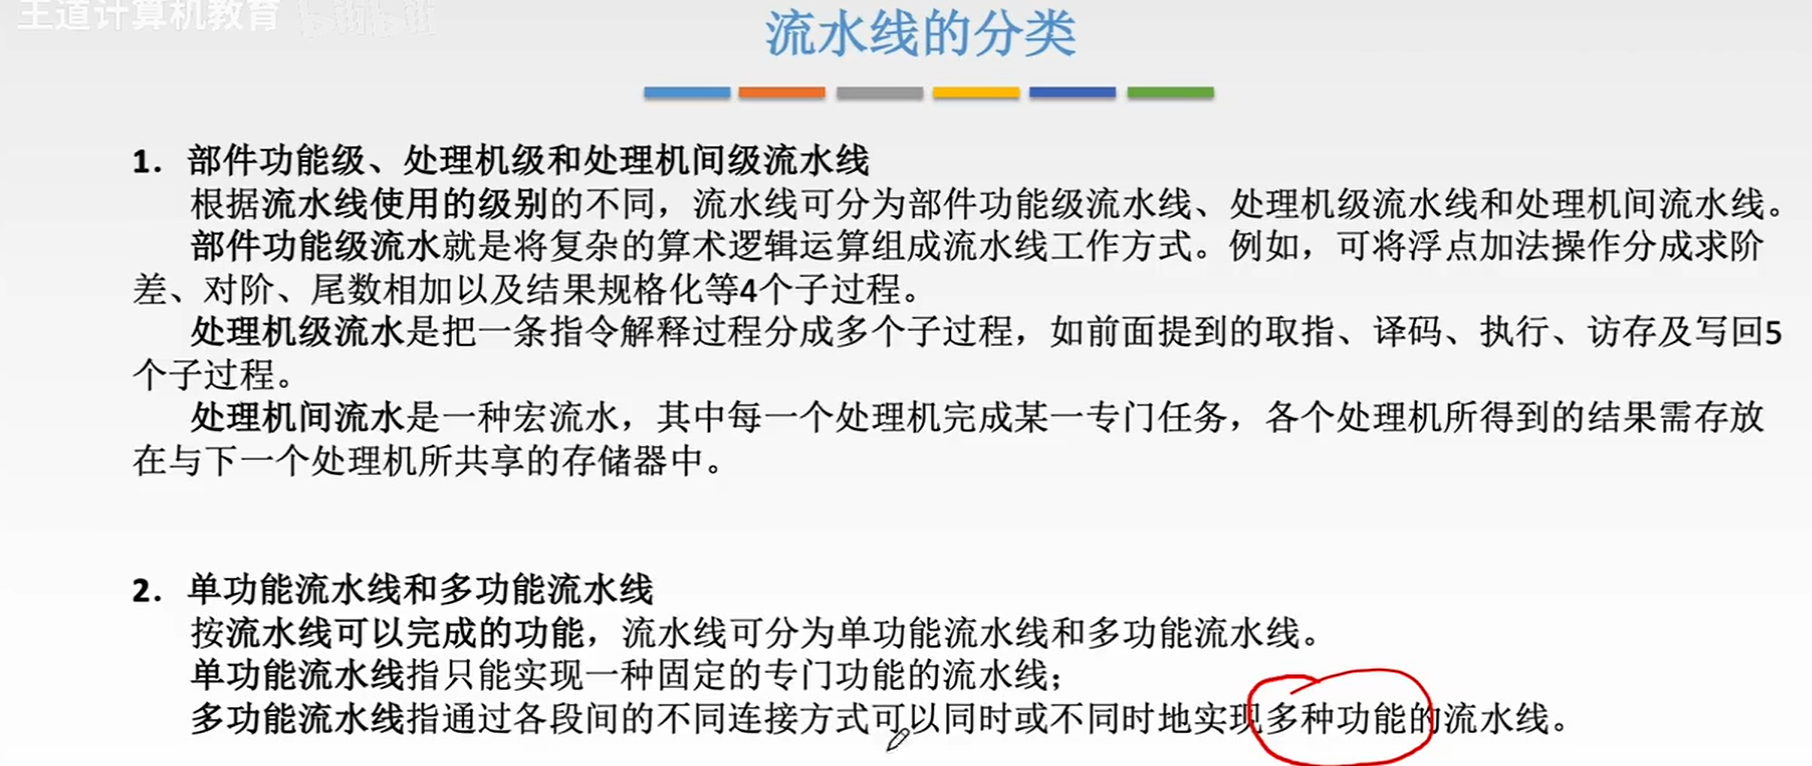 王道计算机教育 bilibili
流水线的分类
1. 部件功能级、处理机级和处理机间级流水线
根据流水线使用的级别的不同，流水线可分为部件功能级流水线、处理机级流水线和处理机间流水线。
部件功能级流水就是将复杂的算术逻辑运算组成流水线工作方式。例如，可将浮点加法操作分成求阶
差、对阶、尾数相加以及结果规格化等4个子过程。
处理机级流水是把一条指令解释过程分成多个子过程，如前面提到的取指、译码、执行、访存及写回5
个子过程。
处理机间流水是一种宏流水，其中每一个处理机完成某一专门任务，各个处理机所得到的结果需存放
在与下一个处理机所共享的存储器中。
2. 单功能流水线和多功能流水线
按流水线可以完成的功能，流水线可分为单功能流水线和多功能流水线。
单功能流水线指只能实现一种固定的专门功能的流水线；
多功能流水线指通过各段间的不同连接方式可以同时或不同时地实现多种功能的流水线。